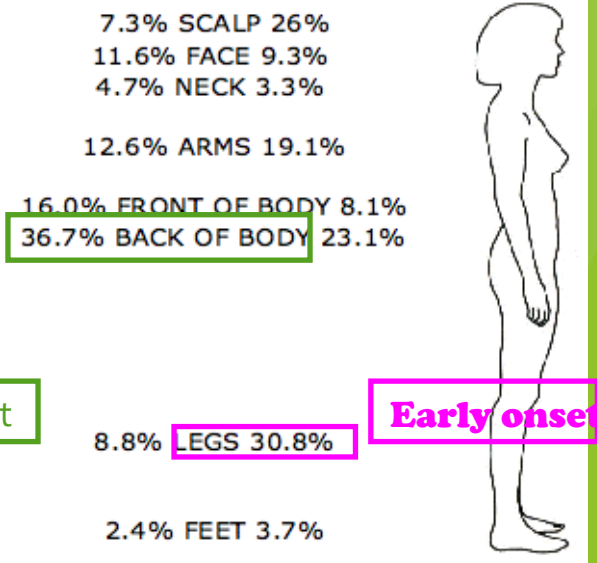 7.3% SCALP 26%
11.6% FACE 9.3%
4.7% NECK 3.3%
12.6% ARMS 19.1%
16.0% FRONT OF BODY 8.1%
36.7% BACK OF BODY 23.1%
Early onset
8.8% LEGS 30.8%
2.4% FEET 3.7%